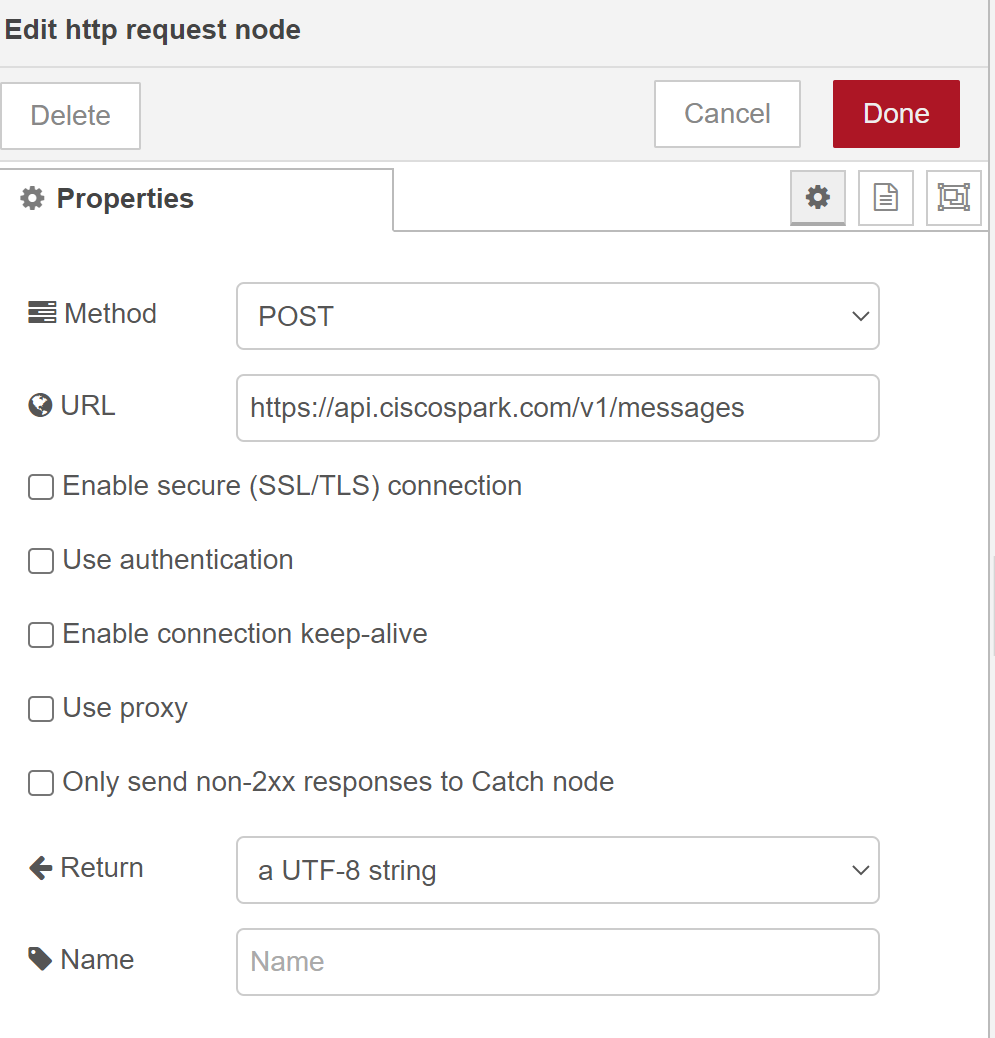 Edit http request node
Delete
Cancel
Done
Properties
Method
POST
URL
https://api.ciscospark.com/v1/messages
Enable secure (SSL/TLS) connection
Use authentication
Enable connection keep-alive
Use proxy
Only send non-2xx responses to Catch node
Return
a UTF-8 string
Name
Name